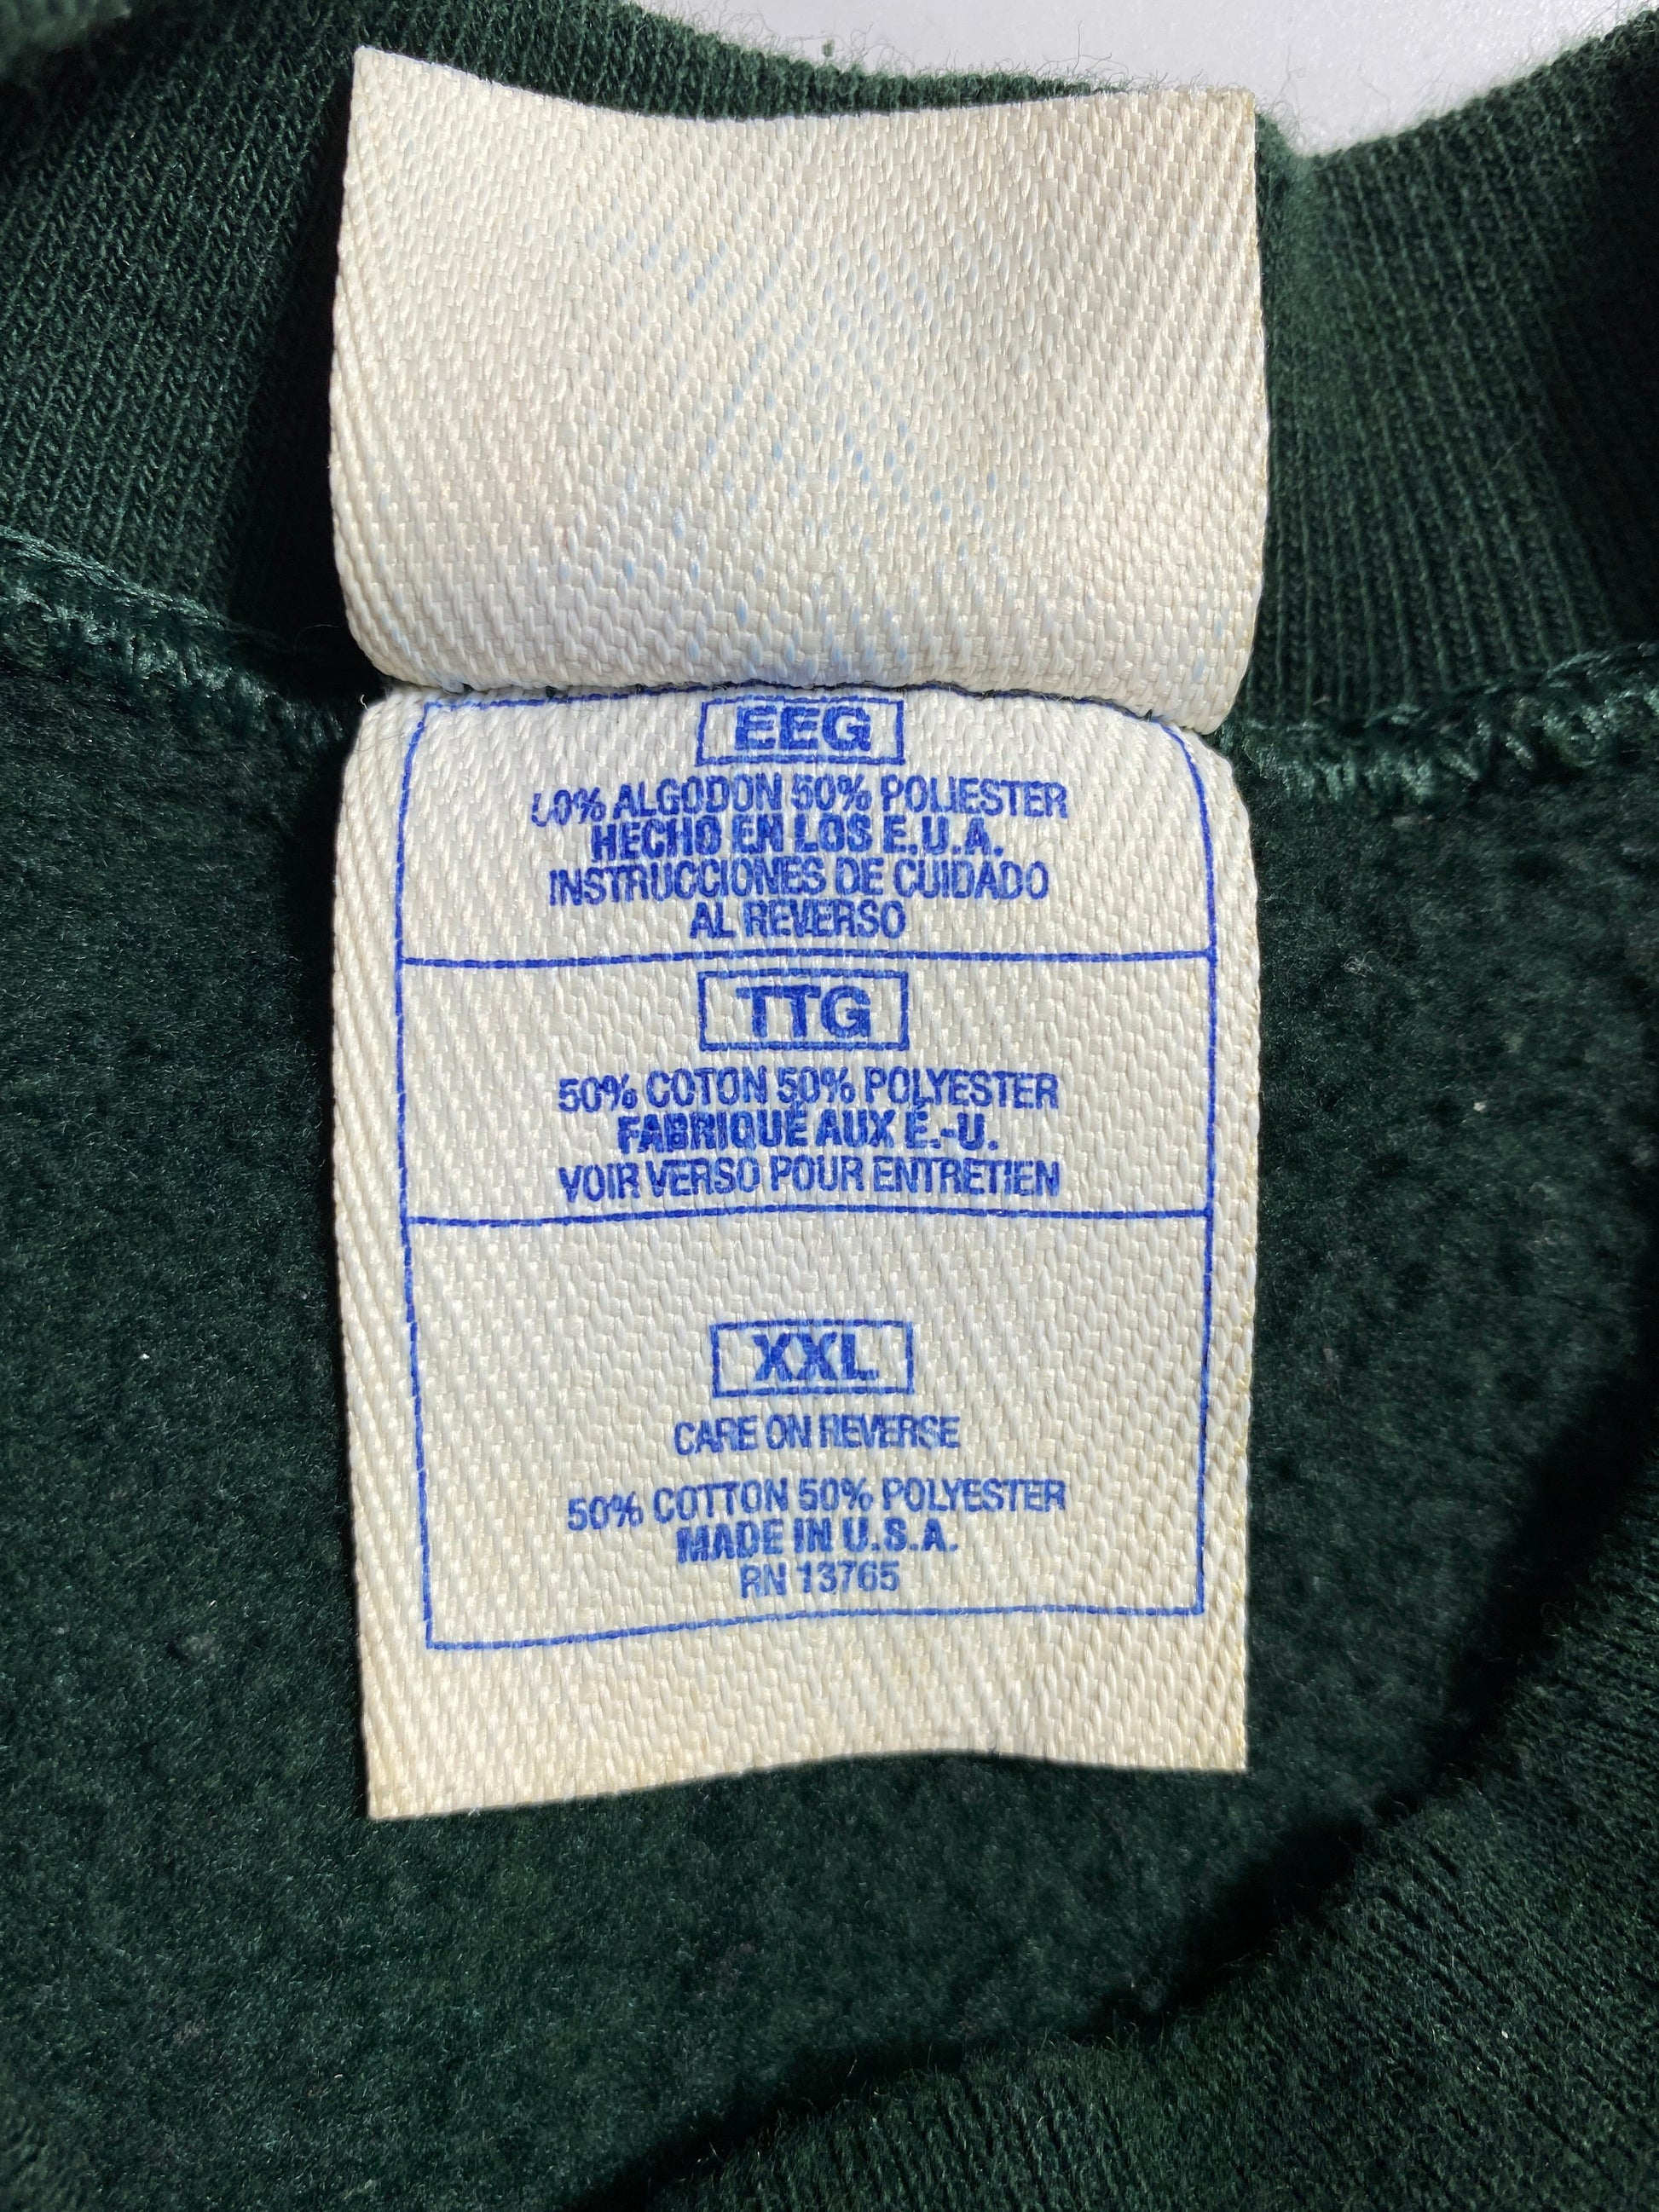 EEG
50% ALGODON 50% POLIESTER
HECHO EN LOS E.U.A.
INSTRUCCIONES DE CUIDADO
AL REVERSO
TTG
50% COTON 50% POLYESTER
FABRIQUÉ AUX É.-U.
VOIR VERSO POUR ENTRETIEN
XXL
CARE ON REVERSE
50% COTTON 50% POLYESTER
MADE IN U.S.A.
RN 13765